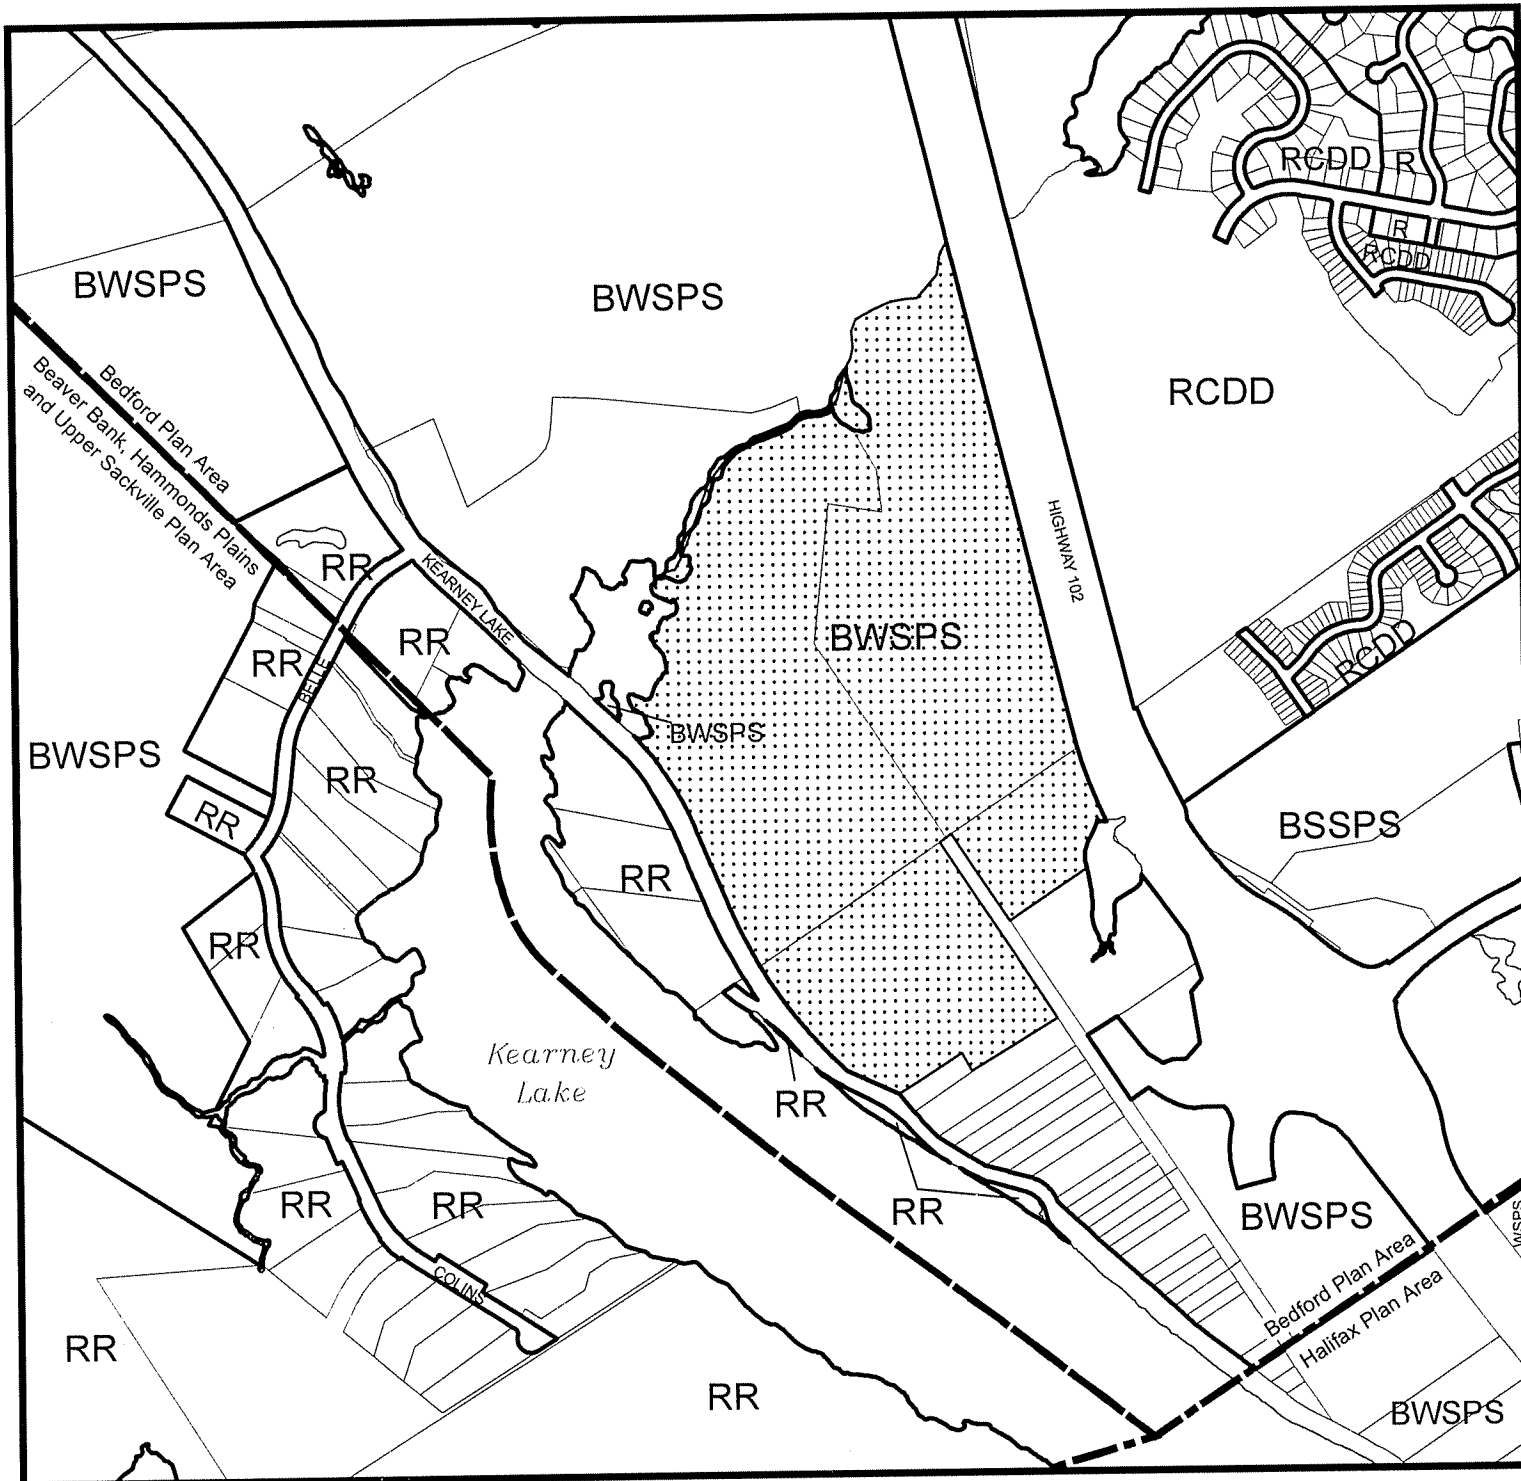 RCDD
R
R
RCDD
BWSPS
BWSPS
RCDD
Bedford Plan Area
Beaver Bank, Hammonds Plains
and Upper Sackville Plan Area
HIGHWAY 102
KEARNEY LAKE
RR
RR
RR
BELLE
BWSPS
RCDD
BWSPS
BWSPS
RR
RR
BSSPS
RR
RR
Kearney
Lake
RR
RR
RR
RR
BWSPS
WSPS
Bedford Plan Area
Halifax Plan Area
COLINS
RR
RR
BWSPS